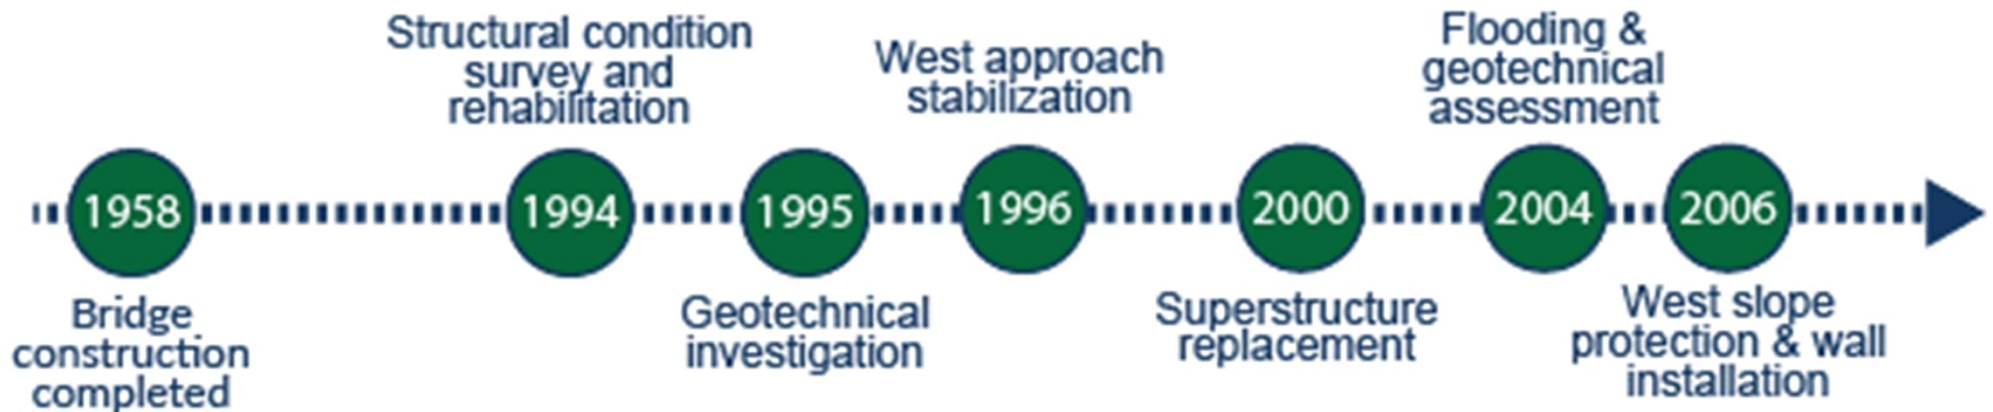 Structural condition
survey and
rehabilitation
West approach
stabilization
Flooding &
geotechnical
assessment
1958
1994
1995
1996
2000
2004
2006
Bridge
construction
completed
Geotechnical
investigation
Superstructure
replacement
West slope
protection & wall
installation